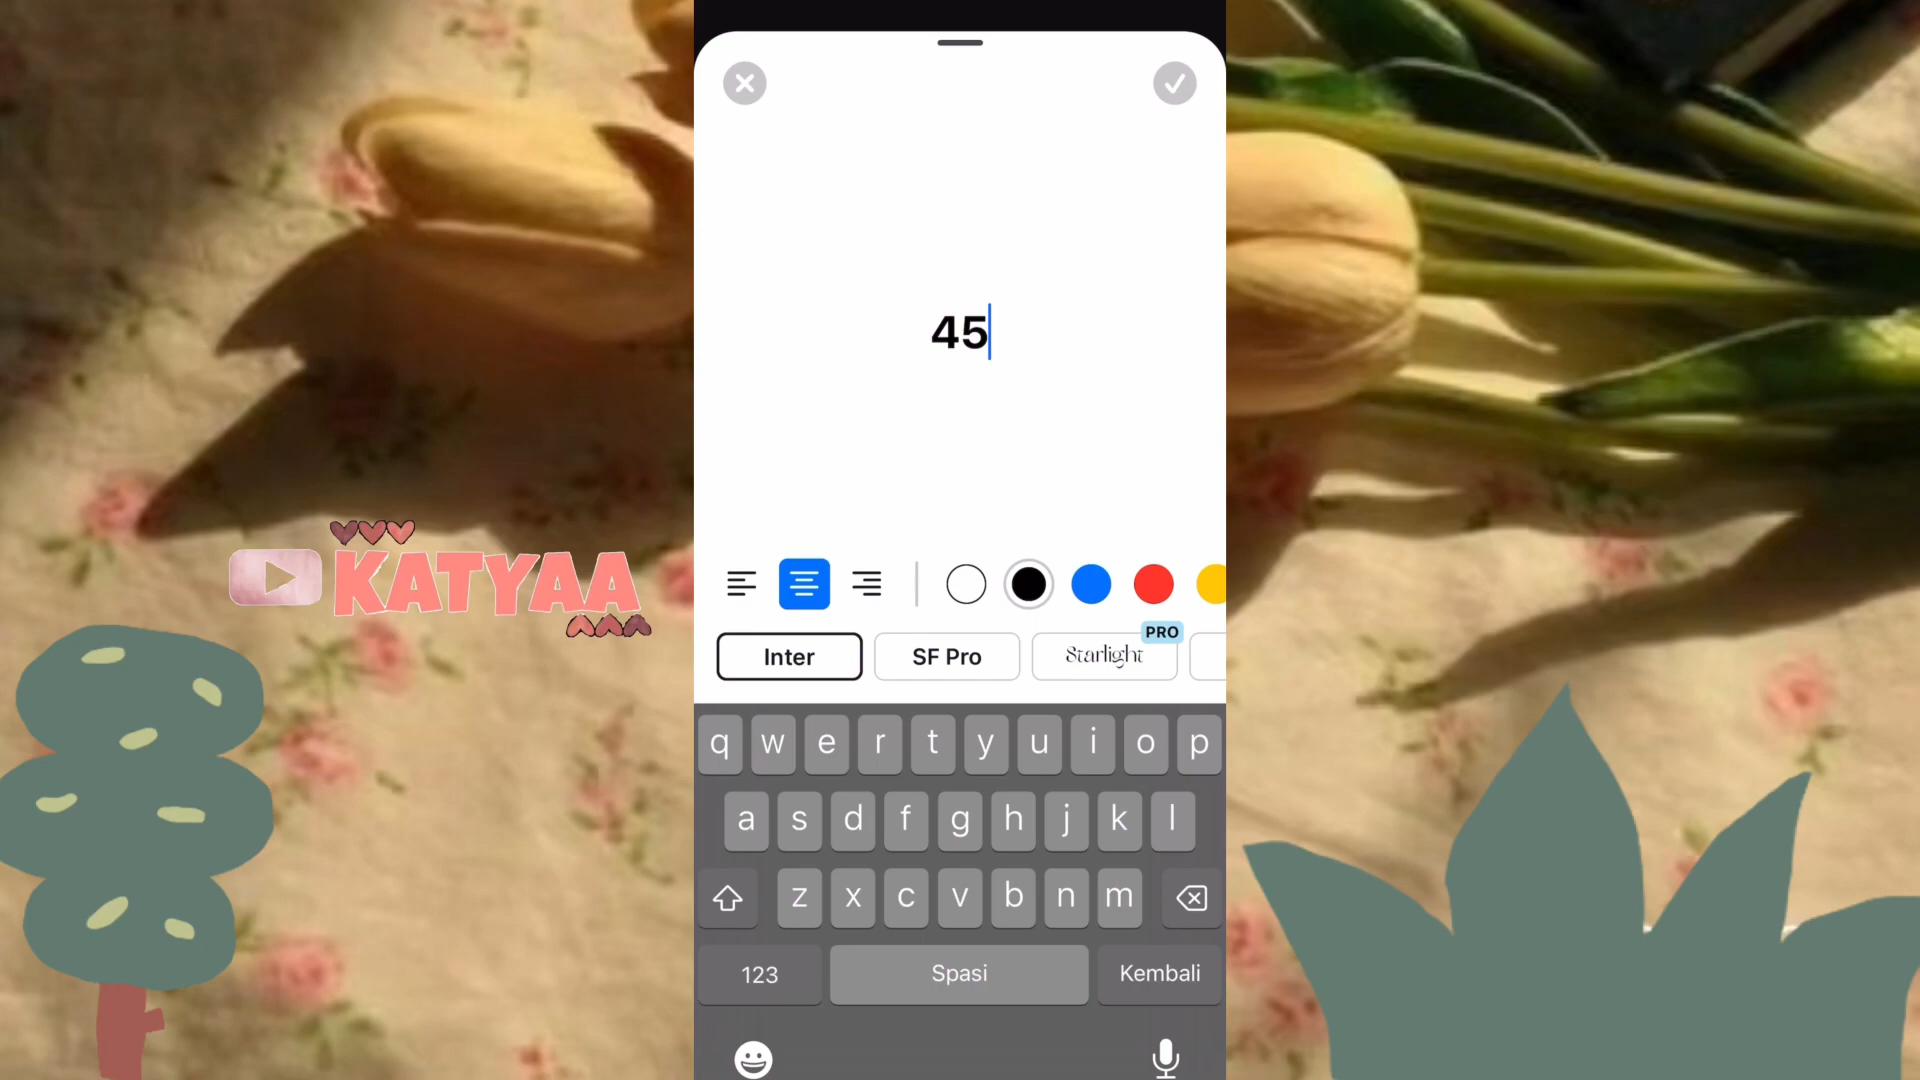 45
KATYAA
PRO
Inter SF Pro Starlight
q w e r t y u i o p
a s d f g h j k l
z x c v b n m
123 Spasi Kembali